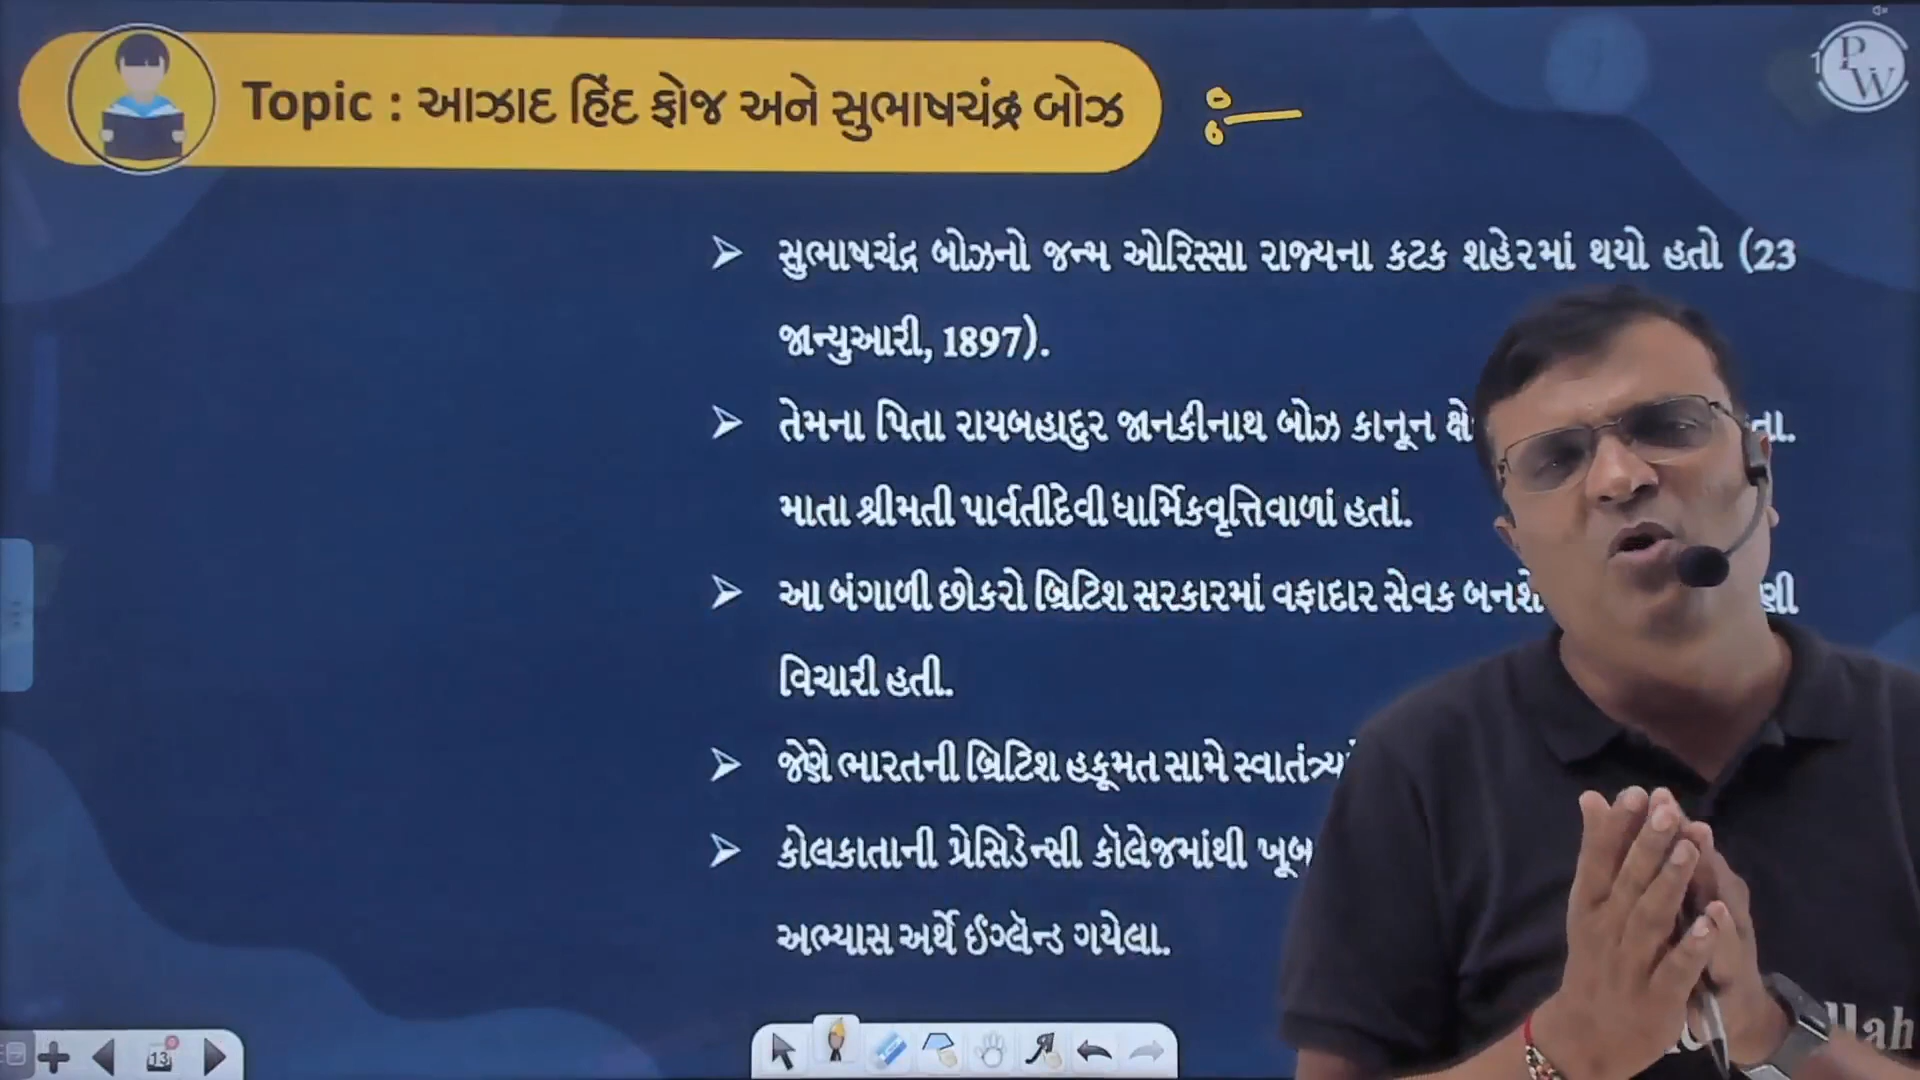 Topic : આઝાદ હિંદ ફોજ અને સુભાષચંદ્ર બોઝ
PW
સુભાષચંદ્ર બોઝનો જન્મ ઓરિસ્સા રાજ્યના કટક શહેરમાં થયો હતો (23
જાન્યુઆરી, 1897).
તેમના પિતા રાયબહાદુર જાનકીનાથ બોઝ કાનૂન
માતા શ્રીમતી પાર્વતીદેવી ધાર્મિકવૃત્તિવાળાં હતાં.
આ બંગાળી છોકરો બ્રિટિશ સરકારમાં વફાદાર સેવક
વિચારી હતી.
જેણે ભારતની બ્રિટિશ હકૂમત સામે
કોલકાતાની પ્રેસિડેન્સી કૉલેજમાંથી ખૂબ
અભ્યાસ અર્થે ઈંગ્લૅન્ડ ગયેલા.
13